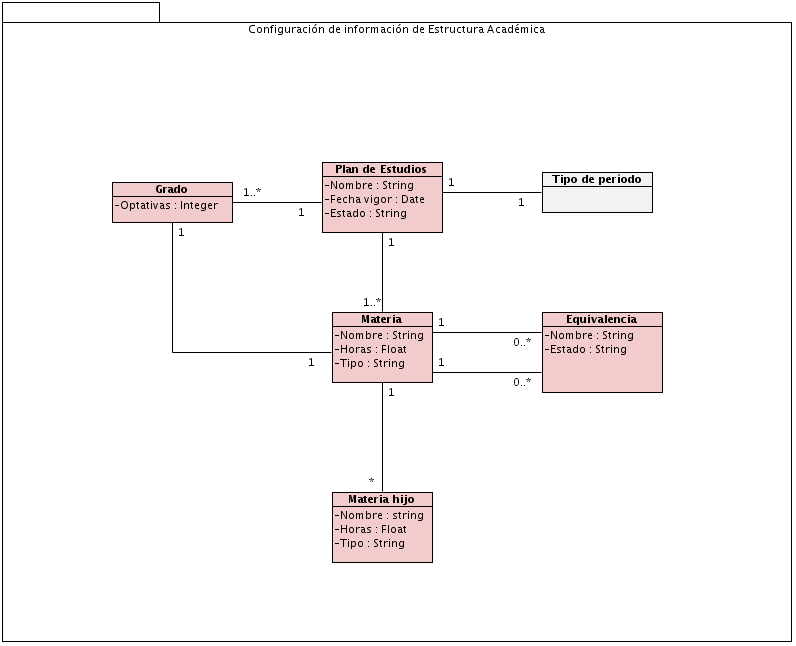 Configuración de información de Estructura Académica
Plan de Estudios
-Nombre : String
-Fecha vigor : Date
-Estado : String
Grado
-Optativas : Integer
Tipo de período
1..*
1
1
1
1
1
1..*
Materia
-Nombre : String
-Horas : Float
-Tipo : String
Equivalencia
-Nombre : String
-Estado : String
1
0..*
1
1
0..*
1
*
Materia hijo
-Nombre : string
-Horas : Float
-Tipo : String